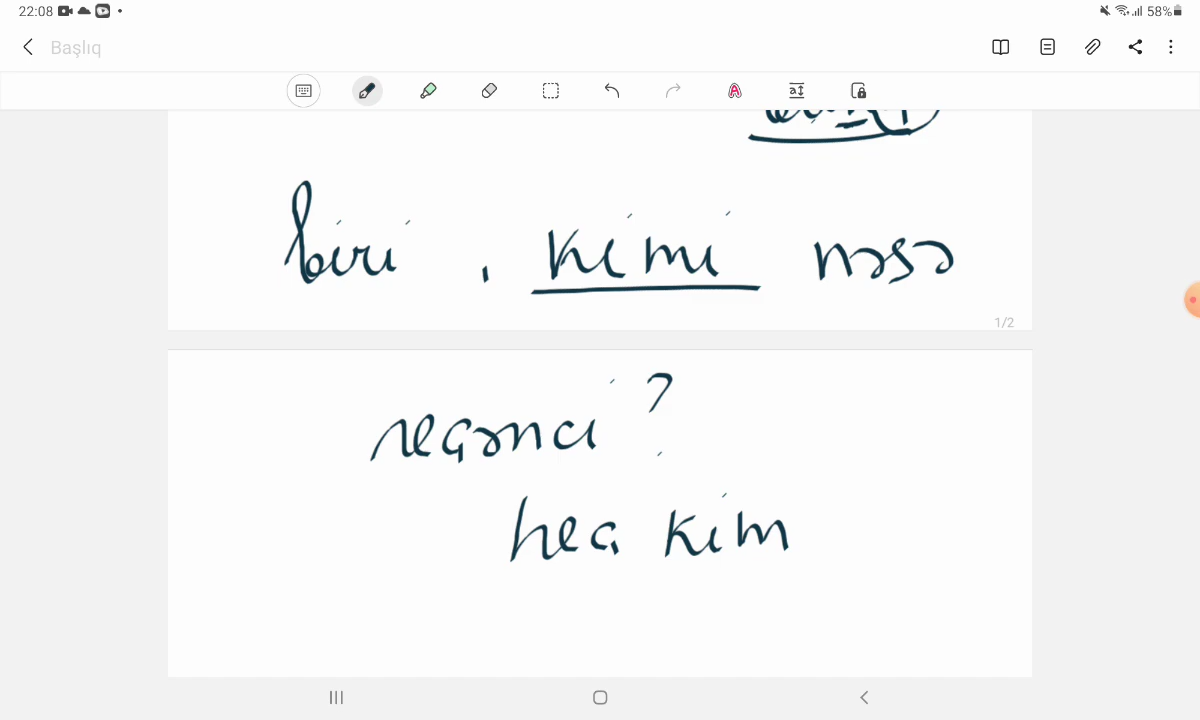 22:08 58%
Başlıq
biri, kimi nəsə
1/2
neçənci?
heç kim